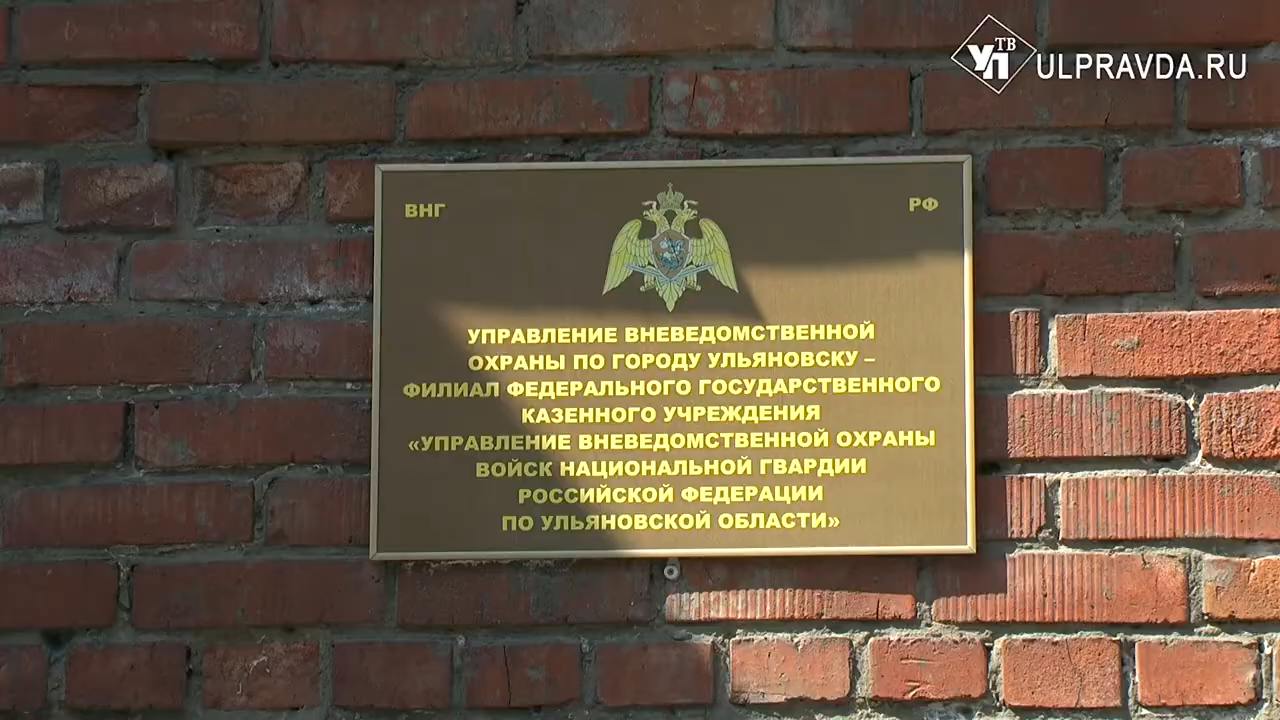 УП ТВ ULPRAVDA.RU
ВНГ РФ
УПРАВЛЕНИЕ ВНЕВЕДОМСТВЕННОЙ
ОХРАНЫ ПО ГОРОДУ УЛЬЯНОВСКУ –
ФИЛИАЛ ФЕДЕРАЛЬНОГО ГОСУДАРСТВЕННОГО
КАЗЕННОГО УЧРЕЖДЕНИЯ
«УПРАВЛЕНИЕ ВНЕВЕДОМСТВЕННОЙ ОХРАНЫ
ВОЙСК НАЦИОНАЛЬНОЙ ГВАРДИИ
РОССИЙСКОЙ ФЕДЕРАЦИИ
ПО УЛЬЯНОВСКОЙ ОБЛАСТИ»